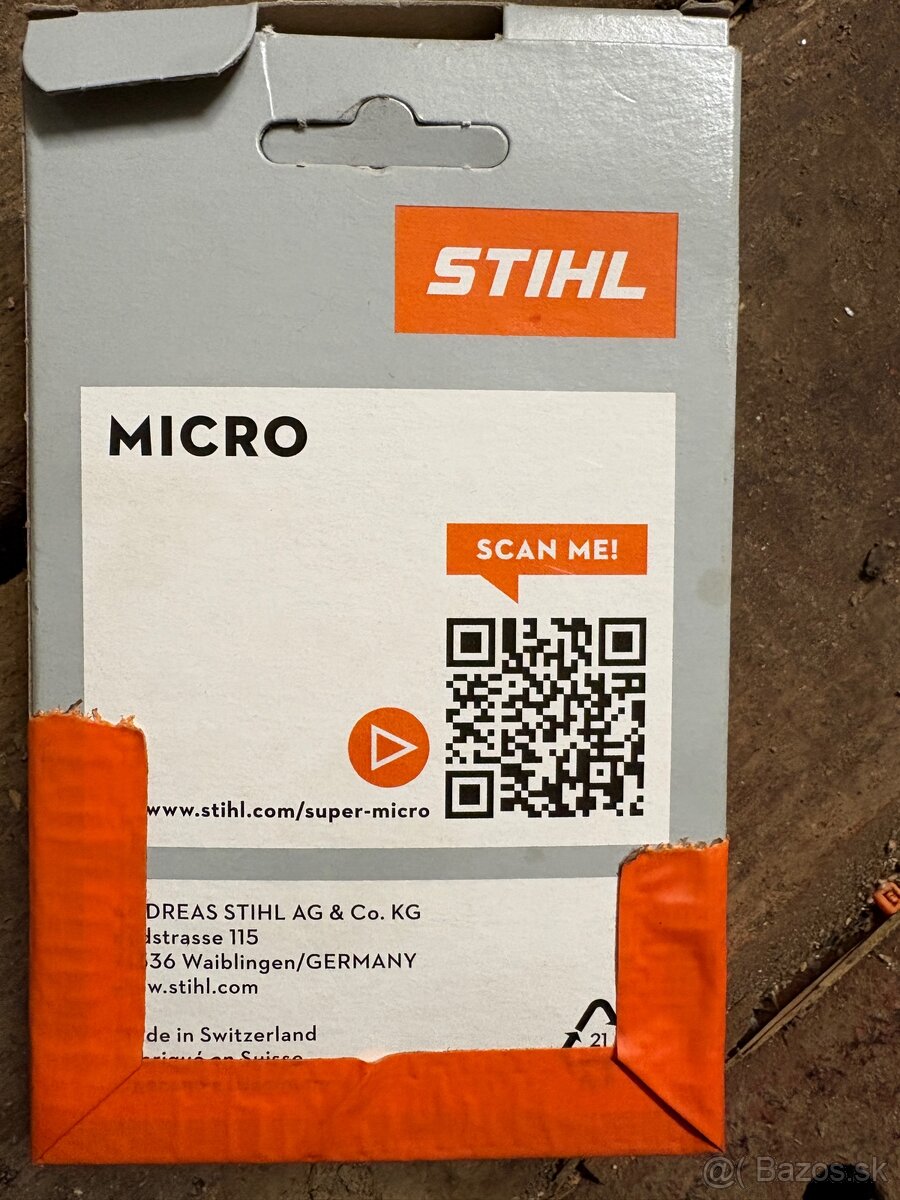 STIHL
MICRO
SCAN ME!
www.stihl.com/super-micro
DREAS STIHL AG & Co. KG
dstrasse 115
536 Waiblingen/GERMANY
w.stihl.com
de in Switzerland
21
@( Bazos.sk